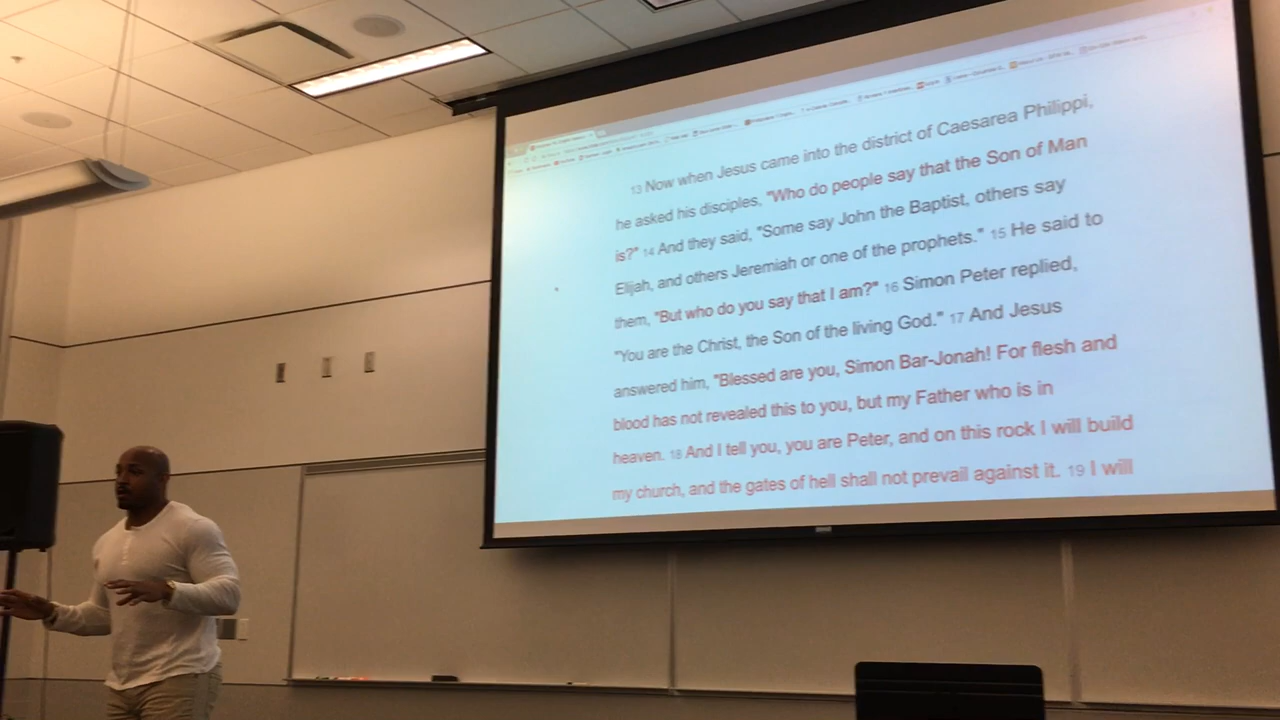 13 Now when Jesus came into the district of Caesarea Philippi,
he asked his disciples, "Who do people say that the Son of Man
is?" 14 And they said, "Some say John the Baptist, others say
Elijah, and others Jeremiah or one of the prophets." 15 He said to
them, "But who do you say that I am?" 16 Simon Peter replied,
"You are the Christ, the Son of the living God." 17 And Jesus
answered him, "Blessed are you, Simon Bar-Jonah! For flesh and
blood has not revealed this to you, but my Father who is in
heaven. 18 And I tell you, you are Peter, and on this rock I will build
my church, and the gates of hell shall not prevail against it. 19 I will